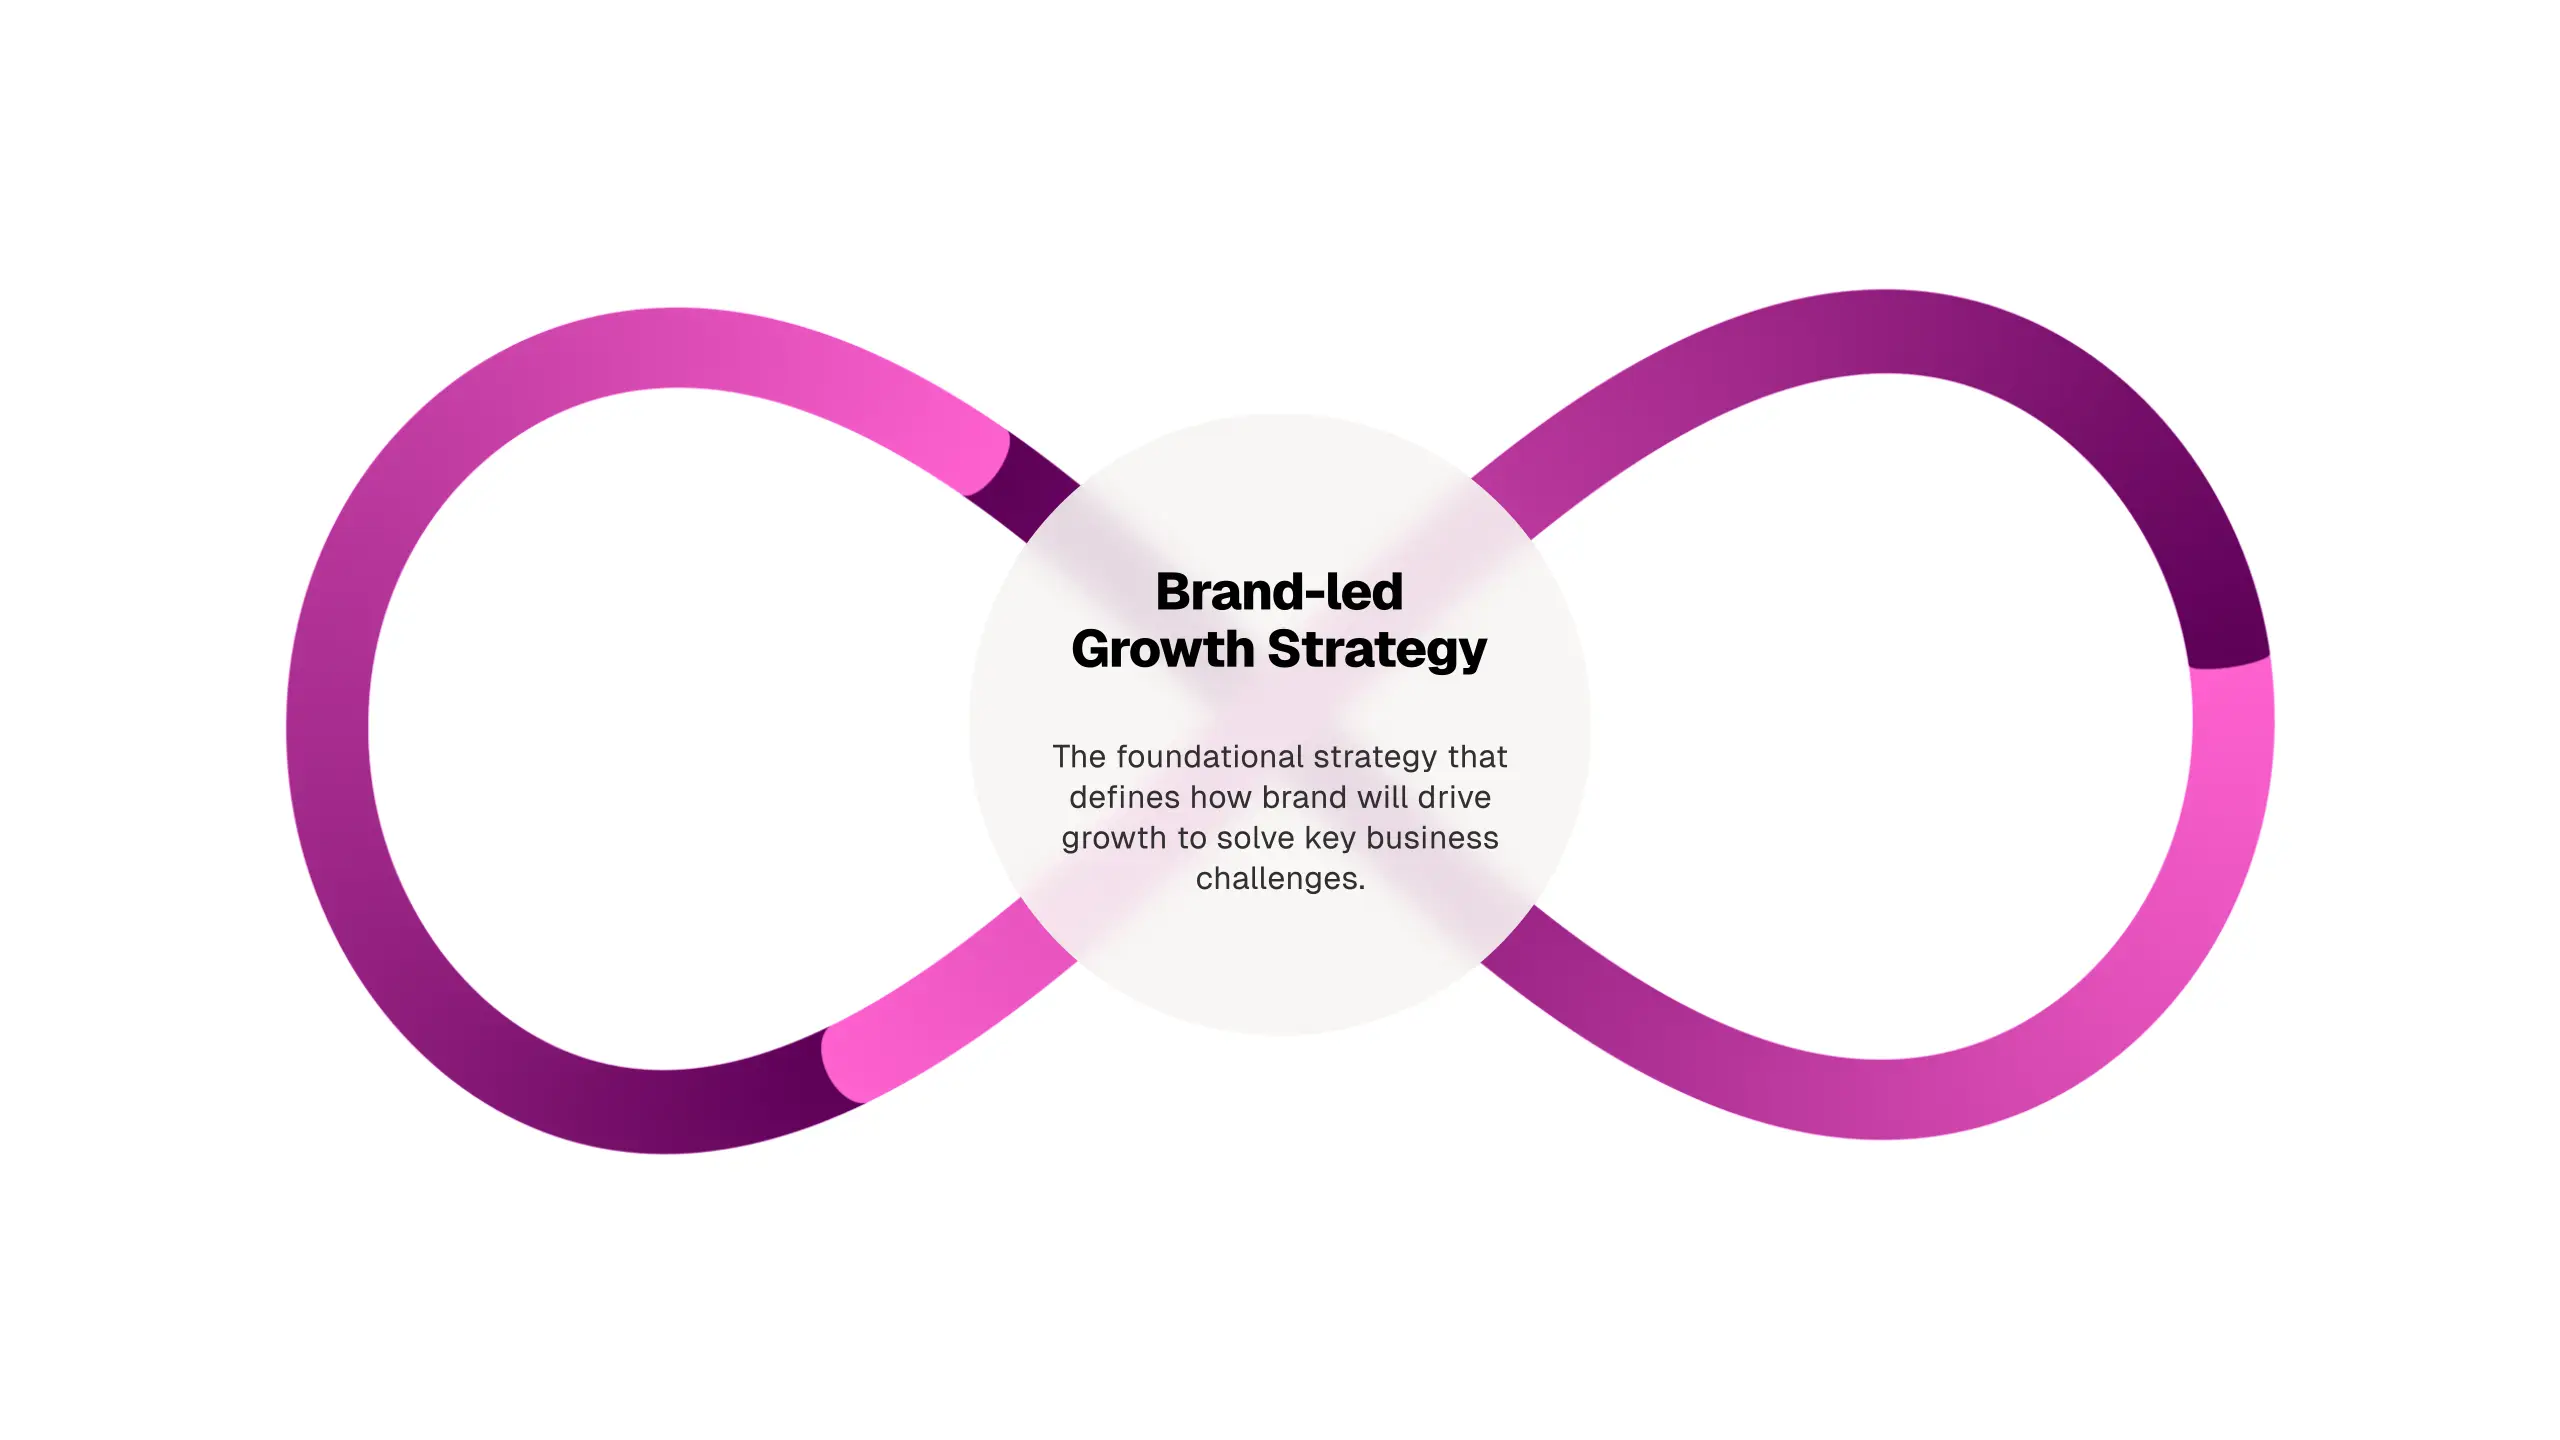 Brand-led
Growth Strategy
The foundational strategy that
defines how brand will drive
growth to solve key business
challenges.